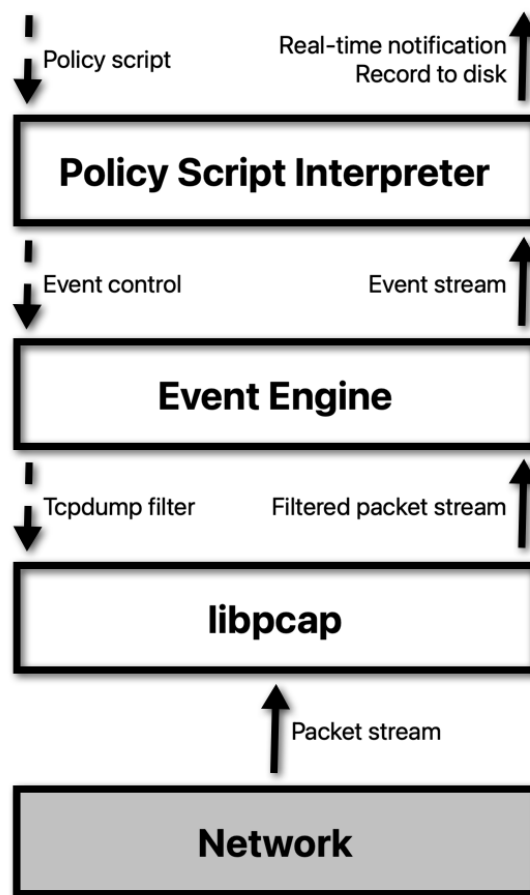 Policy script
Real-time notification
Record to disk
Policy Script Interpreter
Event control
Event stream
Event Engine
Tcpdump filter
Filtered packet stream
libpcap
Packet stream
Network